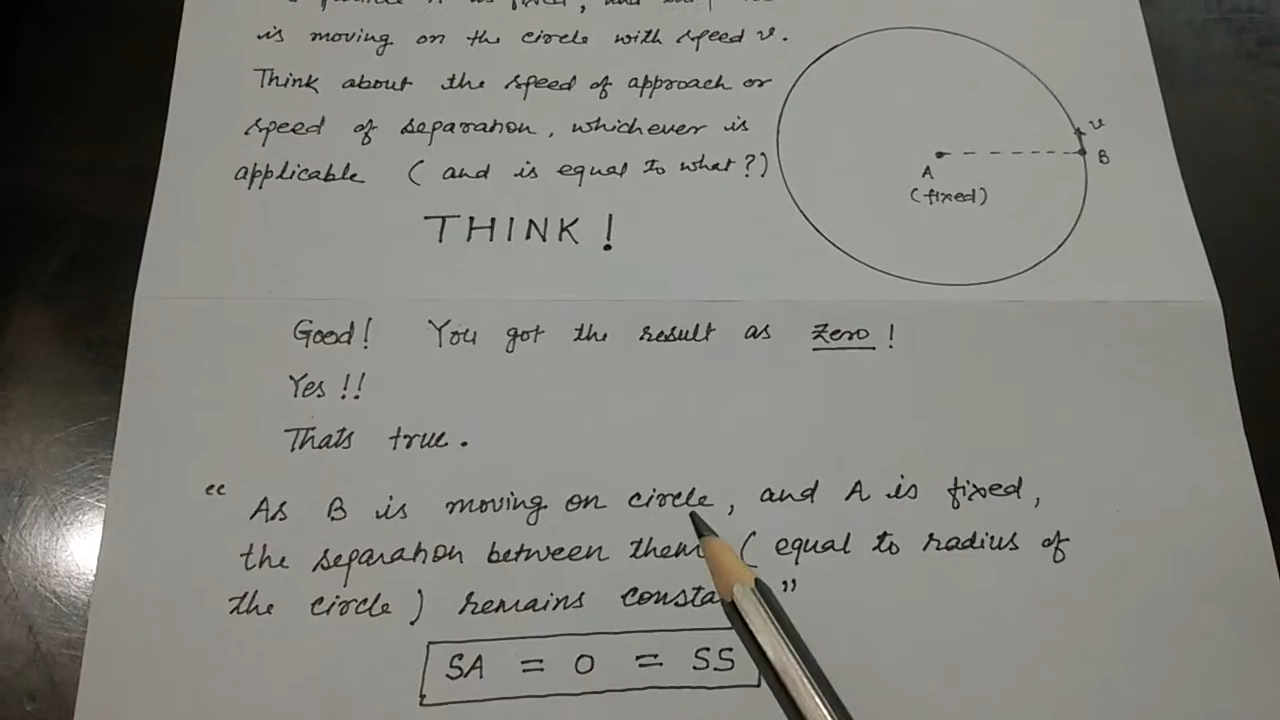 is moving on the circle with speed v.
Think about the speed of approach or
speed of separation, whichever is
applicable ( and is equal to what?)
THINK !
v
B
A
(fixed)
Good! You got the result as Zero !
Yes !!
Thats true.
" As B is moving on circle, and A is fixed,
the separation between them ( equal to radius of
the circle ) remains "
SA = 0 = SS